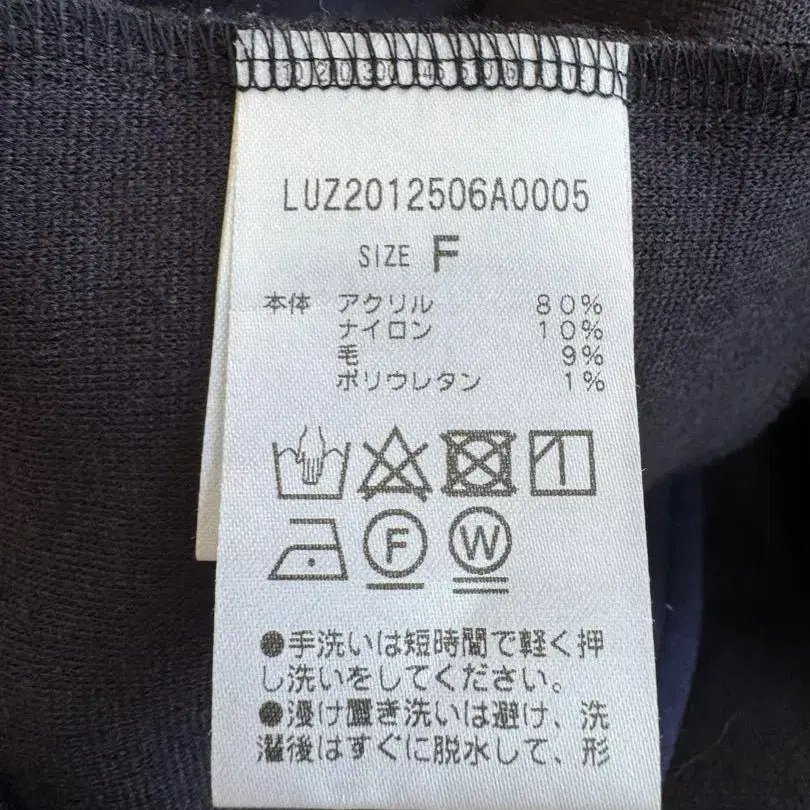 LUZ2012506A0005
SIZE F
本体 アクリル 80%
ナイロン 10%
毛 9%
ポリウレタン 1%
F W
●手洗いは短時間で軽く押
し洗いをしてください。
●浸け置き洗いは避け、洗
濯後はすぐに脱水して、形